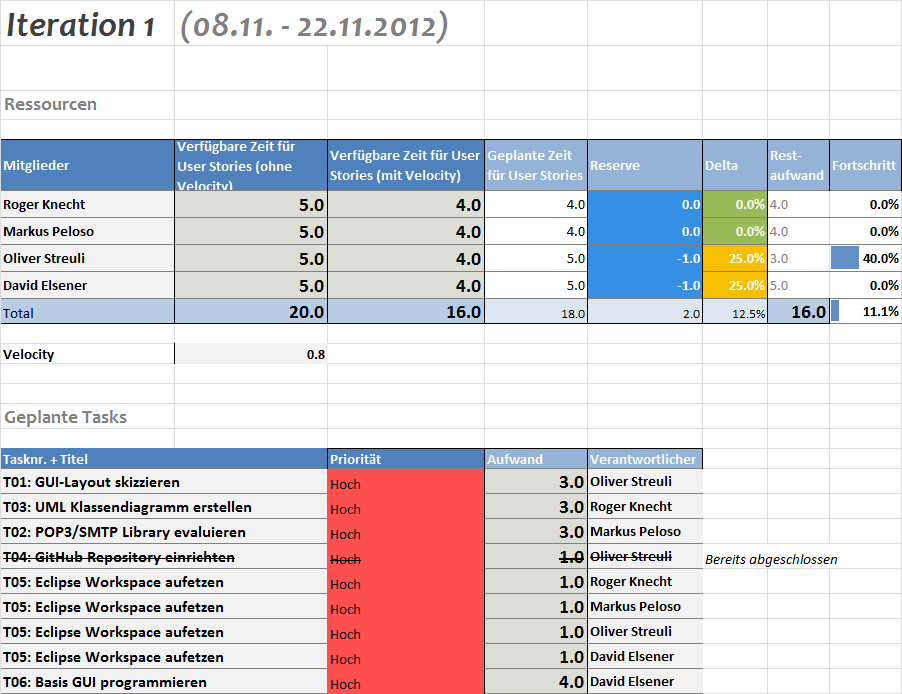 Iteration 1 (08.11. - 22.11.2012)
Ressourcen
Mitglieder Verfügbare Zeit für User Stories (ohne Velocity) Verfügbare Zeit für User Stories (mit Velocity) Geplante Zeit für User Stories Reserve Delta Rest-aufwand Fortschritt
Roger Knecht 5.0 4.0 4.0 0.0 0.0% 4.0 0.0%
Markus Peloso 5.0 4.0 4.0 0.0 0.0% 4.0 0.0%
Oliver Streuli 5.0 4.0 5.0 -1.0 25.0% 3.0 40.0%
David Elsener 5.0 4.0 5.0 -1.0 25.0% 5.0 0.0%
Total 20.0 16.0 18.0 2.0 12.5% 16.0 11.1%
Velocity 0.8
Geplante Tasks
Tasknr. + Titel Priorität Aufwand Verantwortlicher
T01: GUI-Layout skizzieren Hoch 3.0 Oliver Streuli
T03: UML Klassendiagramm erstellen Hoch 3.0 Roger Knecht
T02: POP3/SMTP Library evaluieren Hoch 3.0 Markus Peloso
T04: GitHub Repository einrichten Hoch 1.0 Oliver Streuli Bereits abgeschlossen
T05: Eclipse Workspace aufetzen Hoch 1.0 Roger Knecht
T05: Eclipse Workspace aufetzen Hoch 1.0 Markus Peloso
T05: Eclipse Workspace aufetzen Hoch 1.0 Oliver Streuli
T05: Eclipse Workspace aufetzen Hoch 1.0 David Elsener
T06: Basis GUI programmieren Hoch 4.0 David Elsener